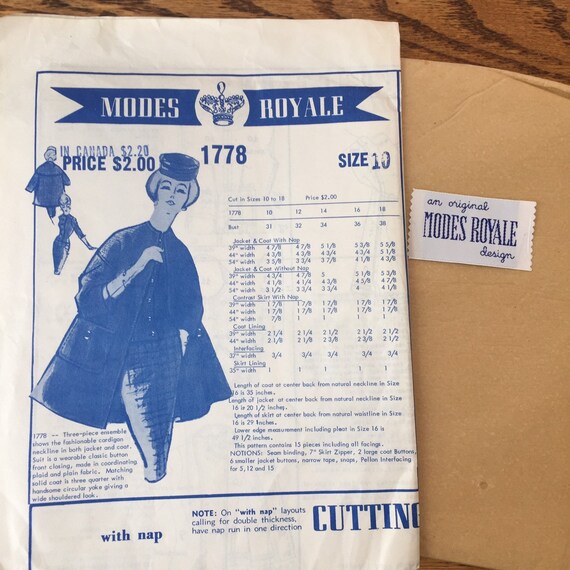 MODES ROYALE
IN CANADA $2.20
PRICE $2.00
1778
SIZE 10
Cut in Sizes 10 to 18 Price $2.00
1778 10 12 14 16 18
Bust 31 32 34 36 38
Jacket & Coat With Nap
39" width 4 7/8 4 7/8 5 1/8 5 3/8 5 5/8
44" width 4 3/8 4 3/8 4 3/4 5 1/8 5 1/8
54" width 3 5/8 3 5/8 3 3/4 4 1/8 4 3/8
Jacket & Coat Without Nap
39" width 4 3/4 4 7/8 5 5 1/8 5 3/8
44" width 4 1/8 4 1/4 4 3/8 4 5/8 4 7/8
54" width 3 1/2 3 3/4 3 3/4 4 4 1/8
Contrast Skirt With Nap
39" width 1 7/8 1 7/8 1 7/8 1 7/8 1 7/8
44" width 1 7/8 1 7/8 1 7/8 1 7/8 1 7/8
54" width 7/8 1 1 1 1
Coat Lining
39" width 2 1/4 2 1/4 2 1/2 2 1/2 2 1/2
44" width 2 1/8 2 1/8 2 1/8 2 3/8 2 1/2
Interfacing
37" width 3/4 3/4 3/4 3/4 3/4
Skirt Lining
35" width 1 1 1 1 1
Length of coat at center back from natural neckline in Size
16 is 35 inches.
Length of jacket at center back from natural neckline in Size
16 is 20 1/2 inches.
Length of skirt at center back from natural waistline in Size
16 is 29 inches.
Lower edge measurement including pleat in Size 16 is
49 1/2 inches.
This pattern contains 15 pieces including all facings.
NOTIONS: Seam binding, 7" Skirt Zipper, 2 large coat Buttons,
6 smaller jacket buttons, narrow tape, snaps, Pellon Interfacing
for 5, 12 and 15
1778 -- Three-piece ensemble
shows the fashionable cardigan
neckline in both jacket and coat.
Suit is a wearable classic button
front closing, made in coordinating
plaid and plain fabric. Matching
solid coat is three quarter with
handsome circular yoke giving a
wide shouldered look.
with nap
NOTE: On "with nap" layouts
calling for double thickness,
have nap run in one direction
CUTTING
an original
MODES ROYALE
design